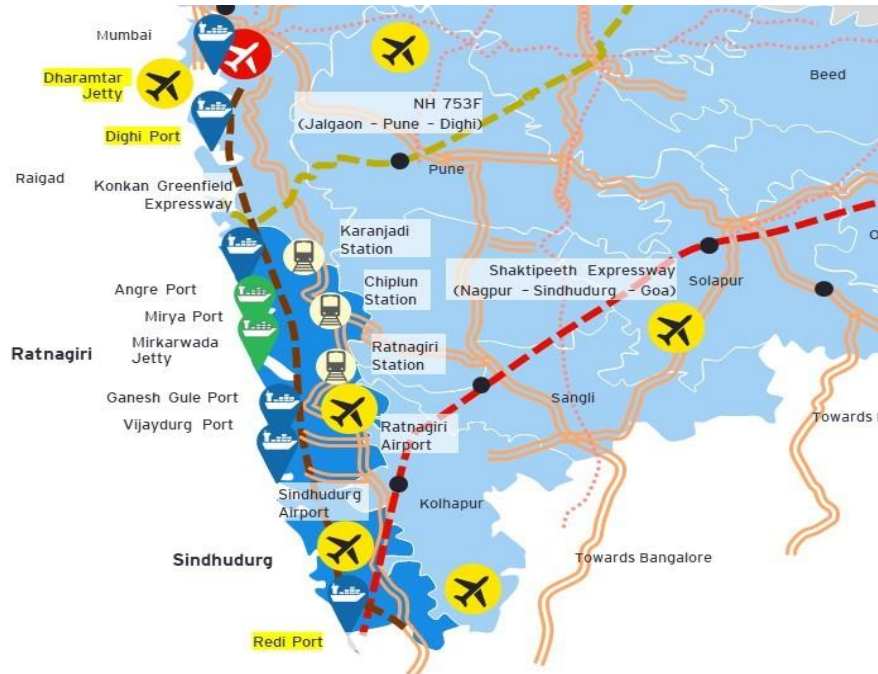 Mumbai
Dharamtar
Jetty
Dighi Port
NH 753F
(Jalgaon - Pune - Dighi)
Beed
Pune
Raigad
Konkan Greenfield
Expressway
Karanjadi
Station
Shaktipeeth Expressway
(Nagpur - Sindhudurg - Goa)
Solapur
O
Chiplun
Station
Angre Port
Mirya Port
Mirkarwada
Jetty
Ratnagiri
Ratnagiri
Station
Sangli
Ganesh Gule Port
Vijaydurg Port
Ratnagiri
Airport
Towards
Sindhudurg
Airport
Kolhapur
Sindhudurg
Towards Bangalore
Redi Port